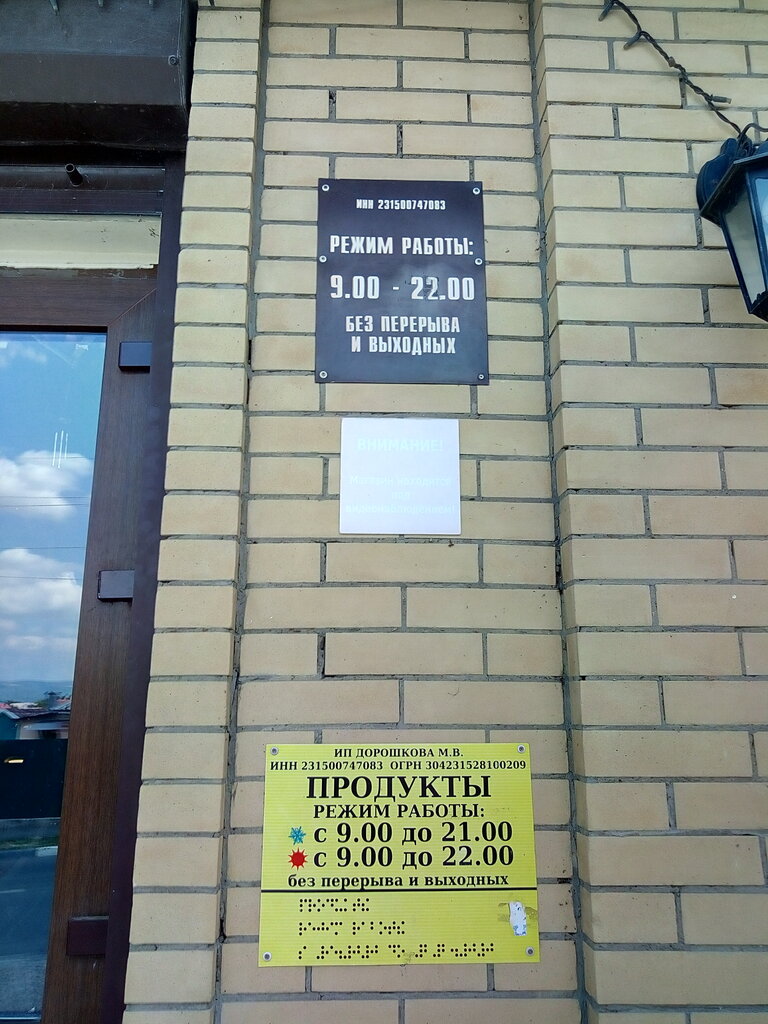 ИНН 231500747083
РЕЖИМ РАБОТЫ:
9.00 - 22.00
БЕЗ ПЕРЕРЫВА
И ВЫХОДНЫХ
ВНИМАНИЕ!
Магазин находится
под
видеонаблюдением!
ИП ДОРОШКОВА М.В.
ИНН 231500747083 ОГРН 304231528100209
ПРОДУКТЫ
РЕЖИМ РАБОТЫ:
с 9.00 до 21.00
с 9.00 до 22.00
без перерыва и выходных